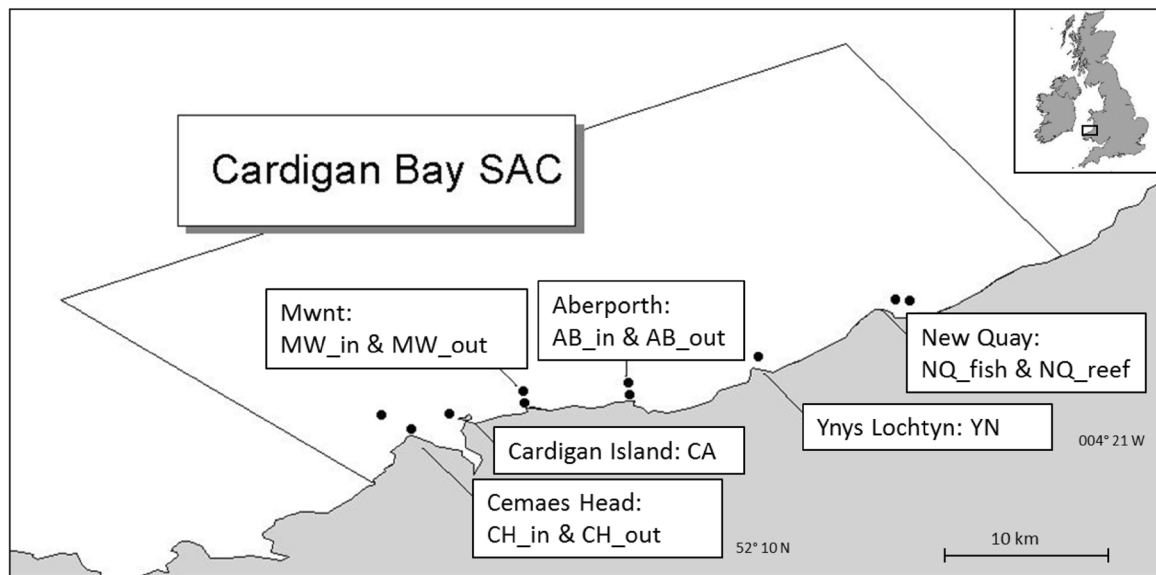 Cardigan Bay SAC
Mwnt:
MW_in & MW_out
Aberporth:
AB_in & AB_out
New Quay:
NQ_fish & NQ_reef
Ynys Lochtyn: YN
Cardigan Island: CA
Cemaes Head:
CH_in & CH_out
004° 21 W
52° 10 N
10 km